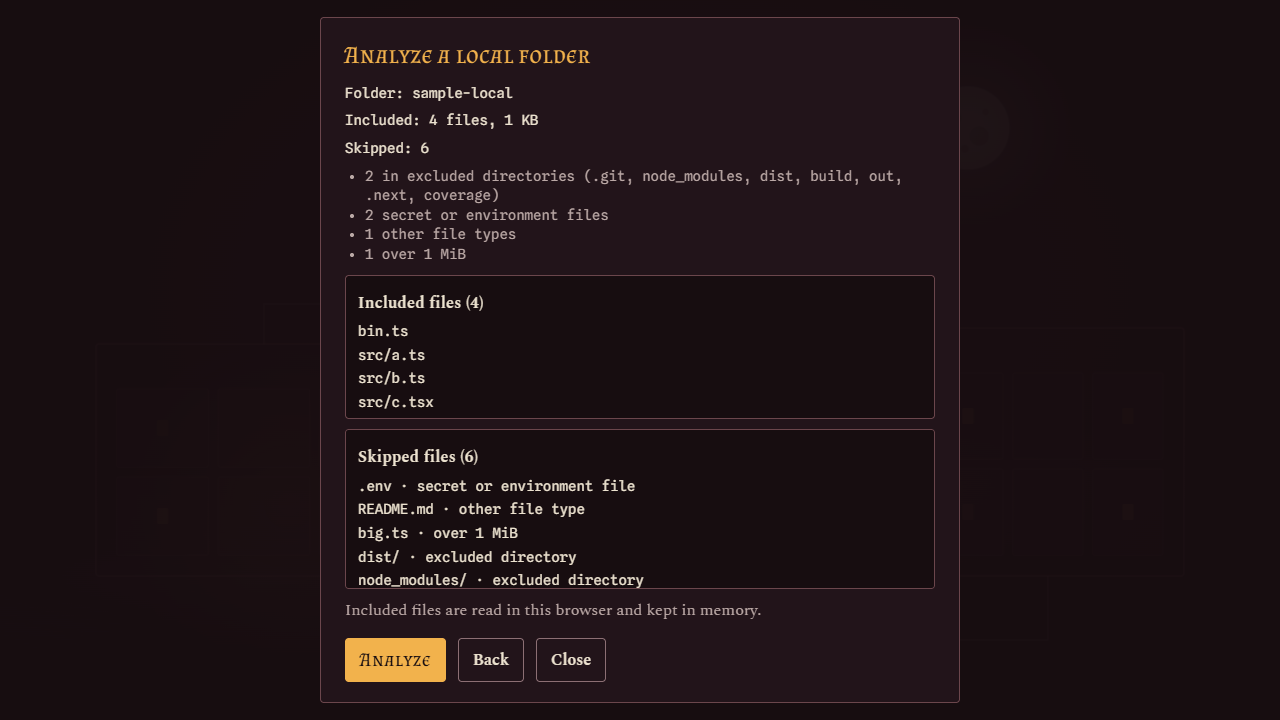 Analyze a local folder
Folder: sample-local
Included: 4 files, 1 KB
Skipped: 6
• 2 in excluded directories (.git, node_modules, dist, build, out,
.next, coverage)
• 2 secret or environment files
• 1 other file types
• 1 over 1 MiB
Included files (4)
bin.ts
src/a.ts
src/b.ts
src/c.tsx
Skipped files (6)
.env · secret or environment file
README.md · other file type
big.ts · over 1 MiB
dist/ · excluded directory
node_modules/ · excluded directory
Included files are read in this browser and kept in memory.
Analyze
Back
Close